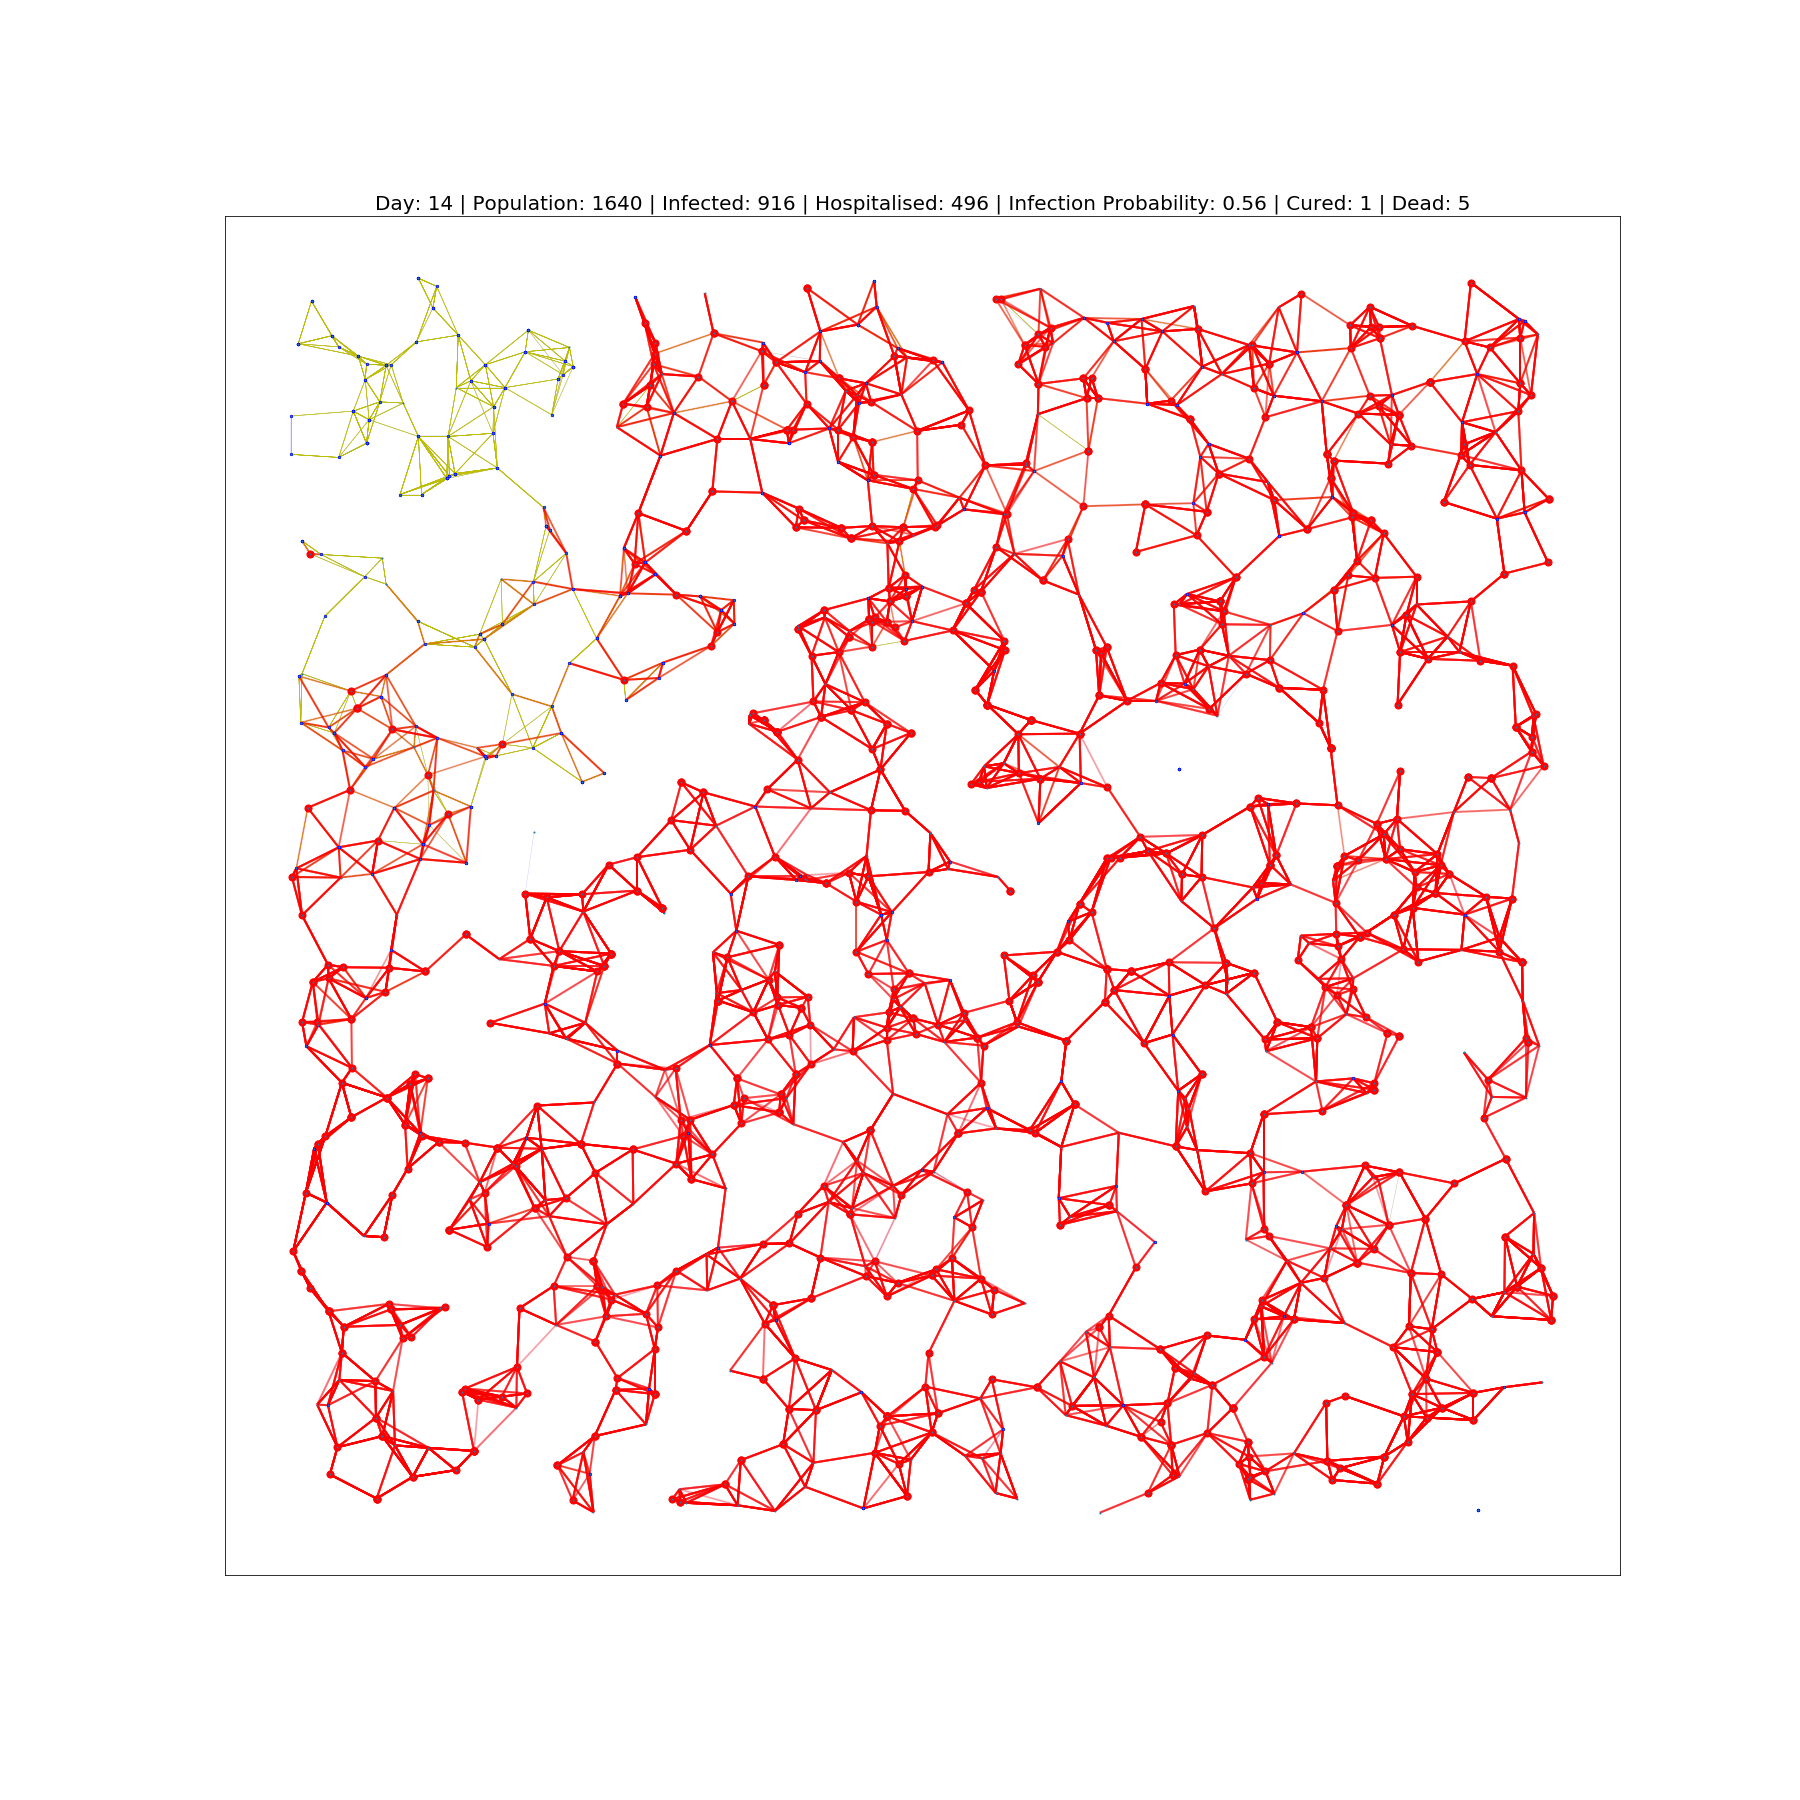 Day: 14 | Population: 1640 | Infected: 916 | Hospitalised: 496 | Infection Probability: 0.56 | Cured: 1 | Dead: 5